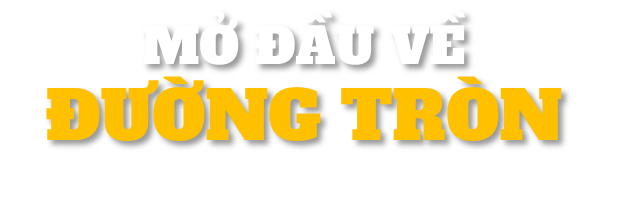 MỞ ĐẦU VỀ
ĐƯỜNG TRÒN